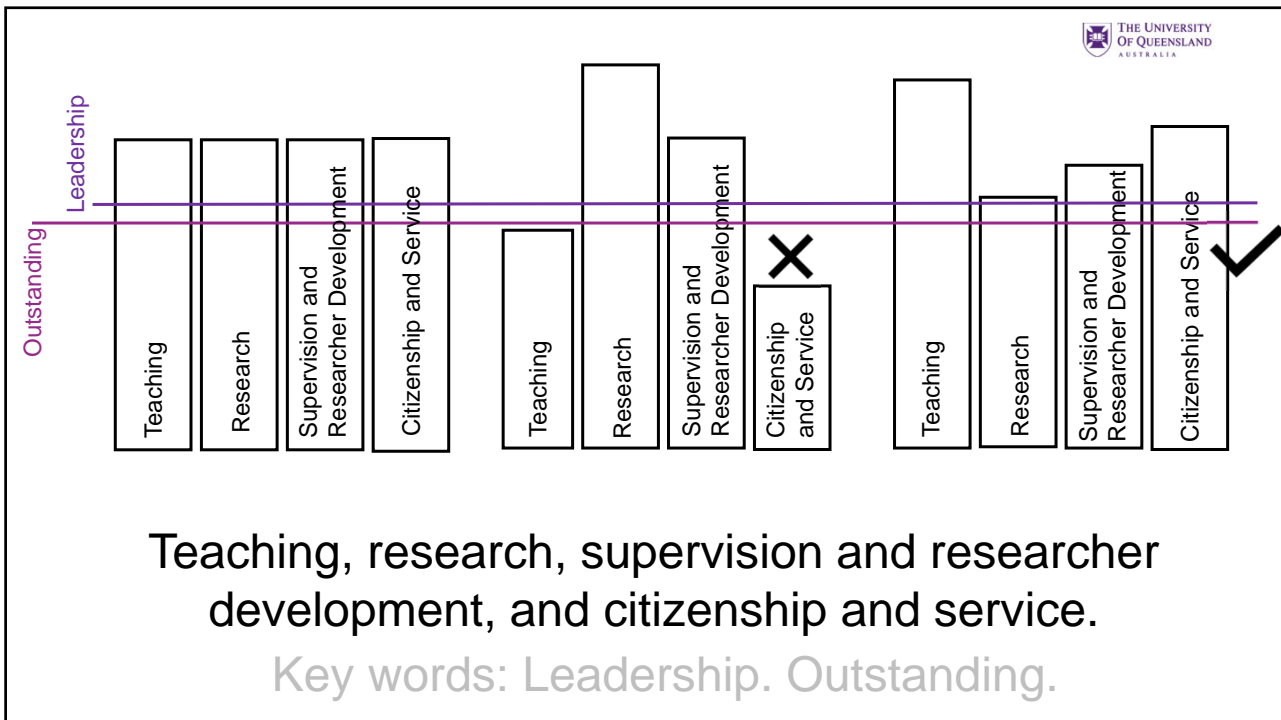 THE UNIVERSITY
OF QUEENSLAND
AUSTRALIA
Leadership
Outstanding
Teaching
Research
Supervision and
Researcher Development
Citizenship and Service
Teaching
Research
Supervision and
Researcher Development
Citizenship
and Service
Teaching
Research
Supervision and
Researcher Development
Citizenship and Service
Teaching, research, supervision and researcher
development, and citizenship and service.
Key words: Leadership. Outstanding.